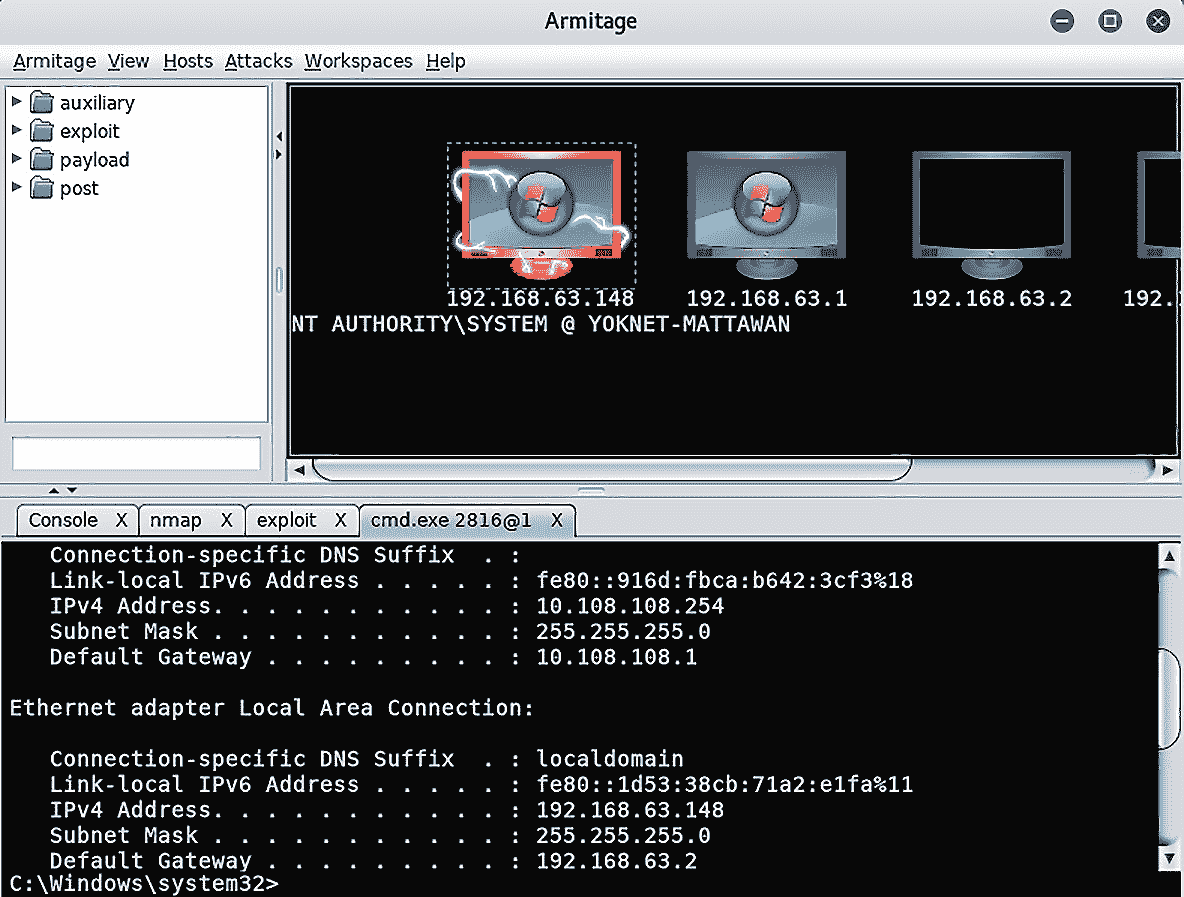 Armitage
Armitage View Hosts Attacks Workspaces Help
auxiliary
exploit
payload
post
192.168.63.148 192.168.63.1 192.168.63.2 192.
NT AUTHORITY\SYSTEM @ YOKNET-MATTAWAN
Console X nmap X exploit X cmd.exe 2816@1 X
Connection-specific DNS Suffix . :
Link-local IPv6 Address . . . . . : fe80::916d:fbca:b642:3cf3%18
IPv4 Address. . . . . . . . . . . : 10.108.108.254
Subnet Mask . . . . . . . . . . . : 255.255.255.0
Default Gateway . . . . . . . . . : 10.108.108.1
Ethernet adapter Local Area Connection:
Connection-specific DNS Suffix . : localdomain
Link-local IPv6 Address . . . . . : fe80::1d53:38cb:71a2:e1fa%11
IPv4 Address. . . . . . . . . . . : 192.168.63.148
Subnet Mask . . . . . . . . . . . : 255.255.255.0
Default Gateway . . . . . . . . . : 192.168.63.2
C:\Windows\system32>